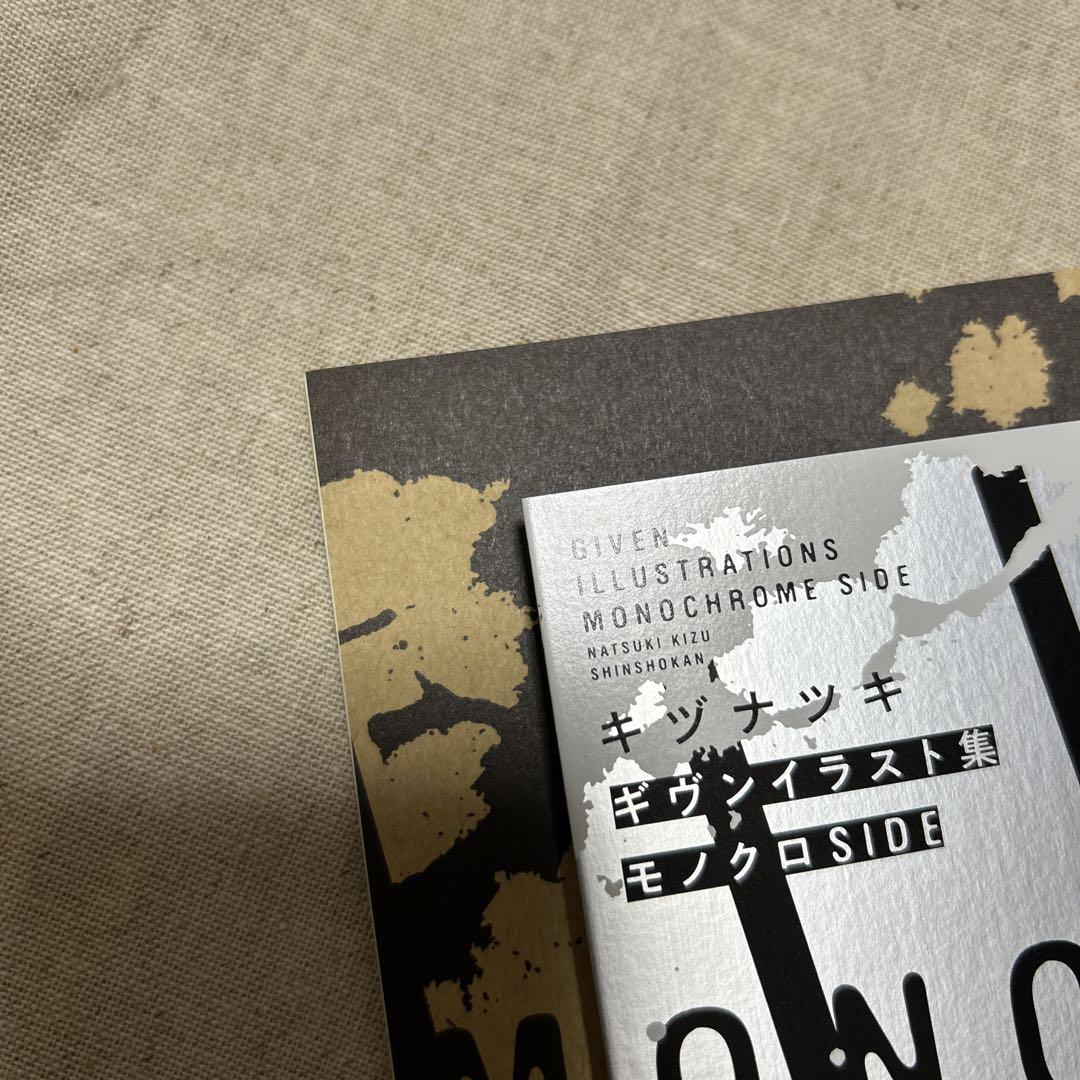 GIVEN
ILLUSTRATIONS
MONOCHROME SIDE
NATSUKI KIZU
SHINSHOKAN
キヅナツキ
ギヴンイラスト集
モノクロSIDE
MONO